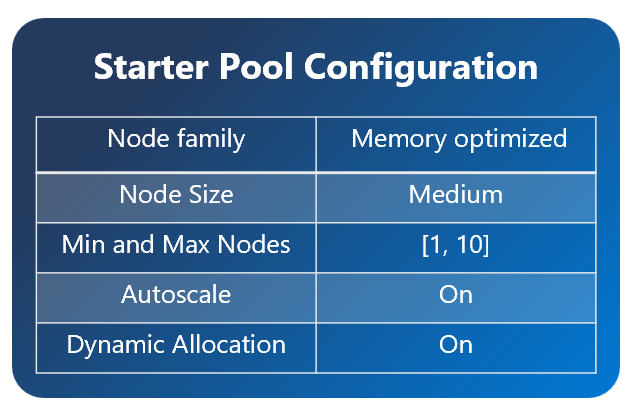 Starter Pool Configuration
Node family Memory optimized
Node Size Medium
Min and Max Nodes [1, 10]
Autoscale On
Dynamic Allocation On